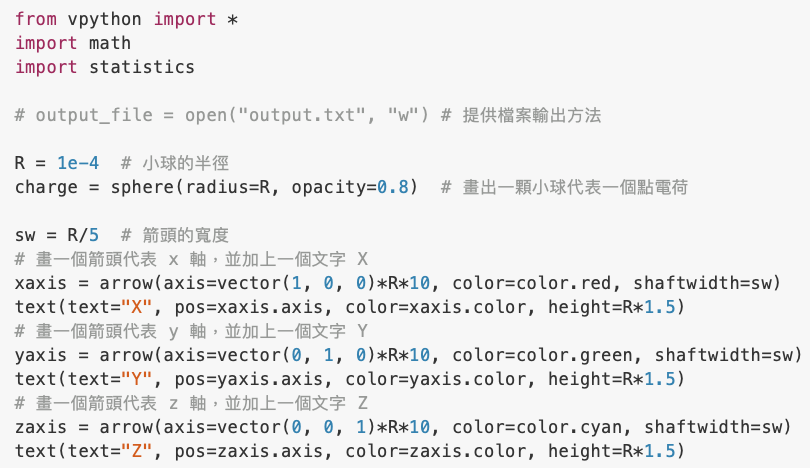 from vpython import *
import math
import statistics
# output_file = open("output.txt", "w") # 提供檔案輸出方法
R = 1e-4  # 小球的半徑
charge = sphere(radius=R, opacity=0.8)  # 畫出一顆小球代表一個點電荷
sw = R/5  # 箭頭的寬度
# 畫一個箭頭代表 x 軸，並加上一個文字 X
xaxis = arrow(axis=vector(1, 0, 0)*R*10, color=color.red, shaftwidth=sw)
text(text="X", pos=xaxis.axis, color=xaxis.color, height=R*1.5)
# 畫一個箭頭代表 y 軸，並加上一個文字 Y
yaxis = arrow(axis=vector(0, 1, 0)*R*10, color=color.green, shaftwidth=sw)
text(text="Y", pos=yaxis.axis, color=yaxis.color, height=R*1.5)
# 畫一個箭頭代表 z 軸，並加上一個文字 Z
zaxis = arrow(axis=vector(0, 0, 1)*R*10, color=color.cyan, shaftwidth=sw)
text(text="Z", pos=zaxis.axis, color=zaxis.color, height=R*1.5)